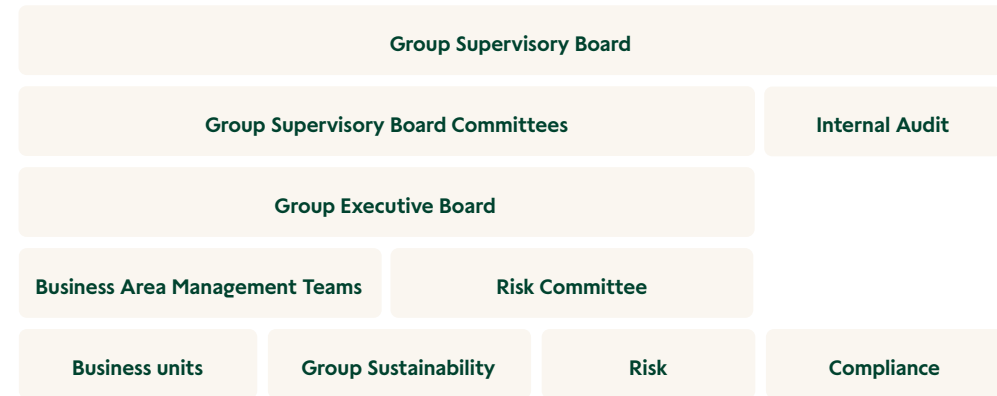 Group Supervisory Board
Group Supervisory Board Committees
Internal Audit
Group Executive Board
Business Area Management Teams
Risk Committee
Business units
Group Sustainability
Risk
Compliance